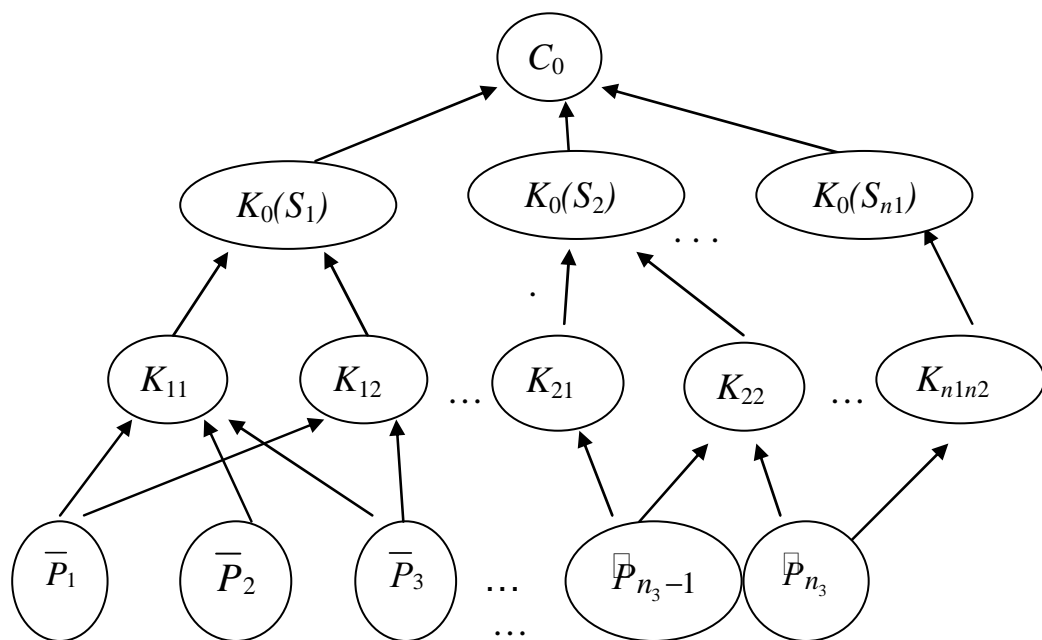 C₀
K₀(S₁) K₀(S₂) K₀(Sₙ₁)
. . .
.
K₁₁ K₁₂ ... K₂₁ K₂₂ ... Kₙ₁ₙ₂
P̅₁ P̅₂ P̅₃ ... □Pₙ₃−1 □Pₙ₃
...